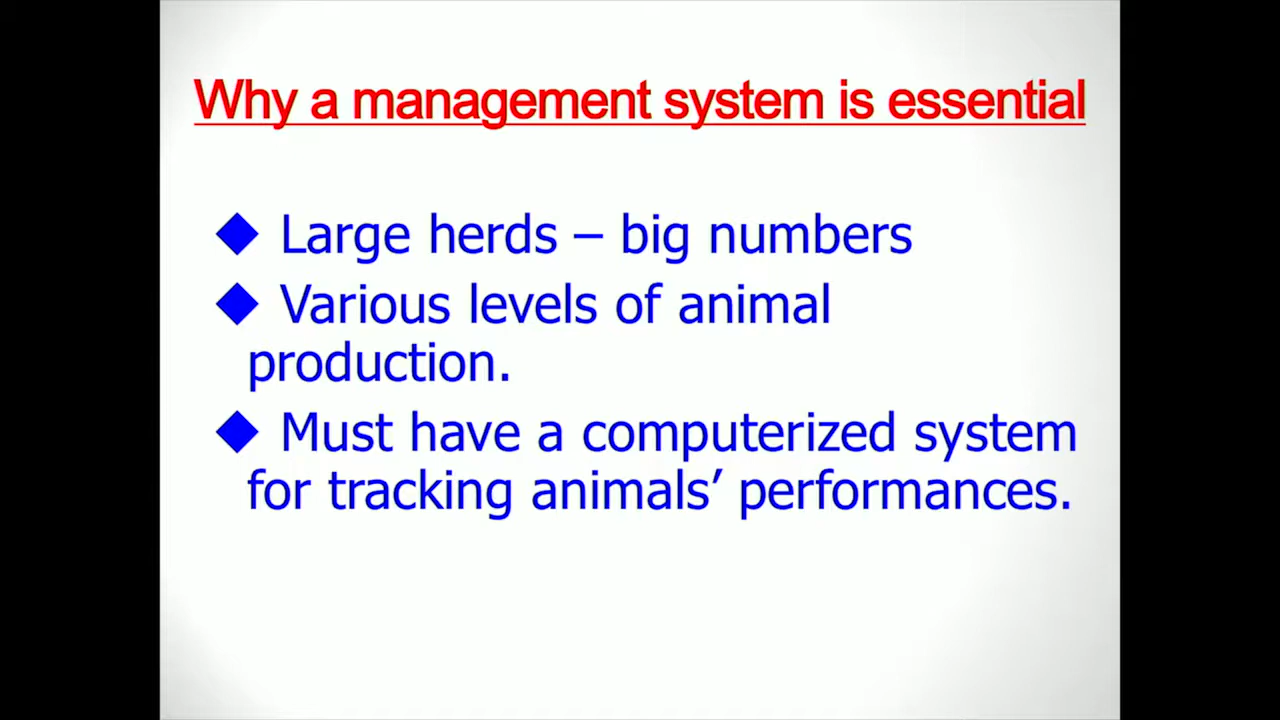 Why a management system is essential
◆ Large herds – big numbers
◆ Various levels of animal
production.
◆ Must have a computerized system
for tracking animals’ performances.